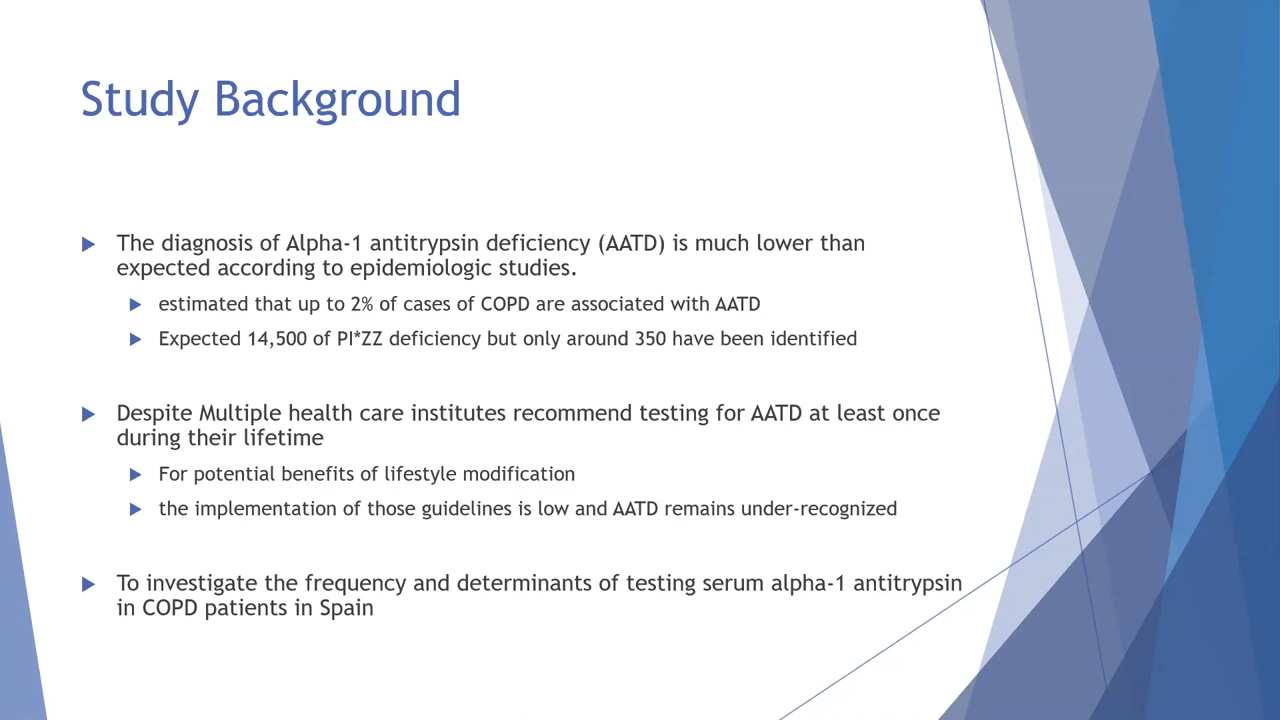 Study Background
The diagnosis of Alpha-1 antitrypsin deficiency (AATD) is much lower than
expected according to epidemiologic studies.
estimated that up to 2% of cases of COPD are associated with AATD
Expected 14,500 of PI*ZZ deficiency but only around 350 have been identified
Despite Multiple health care institutes recommend testing for AATD at least once
during their lifetime
For potential benefits of lifestyle modification
the implementation of those guidelines is low and AATD remains under-recognized
To investigate the frequency and determinants of testing serum alpha-1 antitrypsin
in COPD patients in Spain